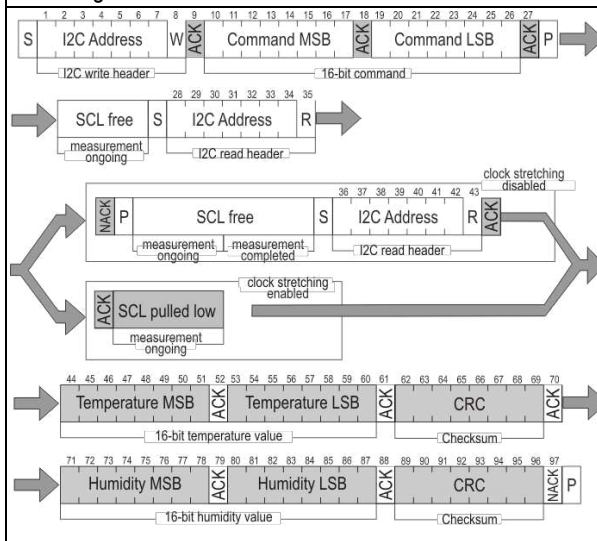 1 2 3 4 5 6 7 8 9 10 11 12 13 14 15 16 17 18 19 20 21 22 23 24 25 26 27
S I2C Address W ACK Command MSB ACK Command LSB ACK P
I2C write header 16-bit command
28 29 30 31 32 33 34 35
SCL free S I2C Address R
measurement ongoing I2C read header
clock stretching disabled
36 37 38 39 40 41 42 43
NACK P SCL free S I2C Address R ACK
measurement ongoing measurement completed I2C read header
clock stretching enabled
ACK SCL pulled low
measurement ongoing
44 45 46 47 48 49 50 51 52 53 54 55 56 57 58 59 60 61 62 63 64 65 66 67 68 69 70
Temperature MSB ACK Temperature LSB ACK CRC ACK
16-bit temperature value Checksum
71 72 73 74 75 76 77 78 79 80 81 82 83 84 85 86 87 88 89 90 91 92 93 94 95 96 97
Humidity MSB ACK Humidity LSB ACK CRC NACK P
16-bit humidity value Checksum